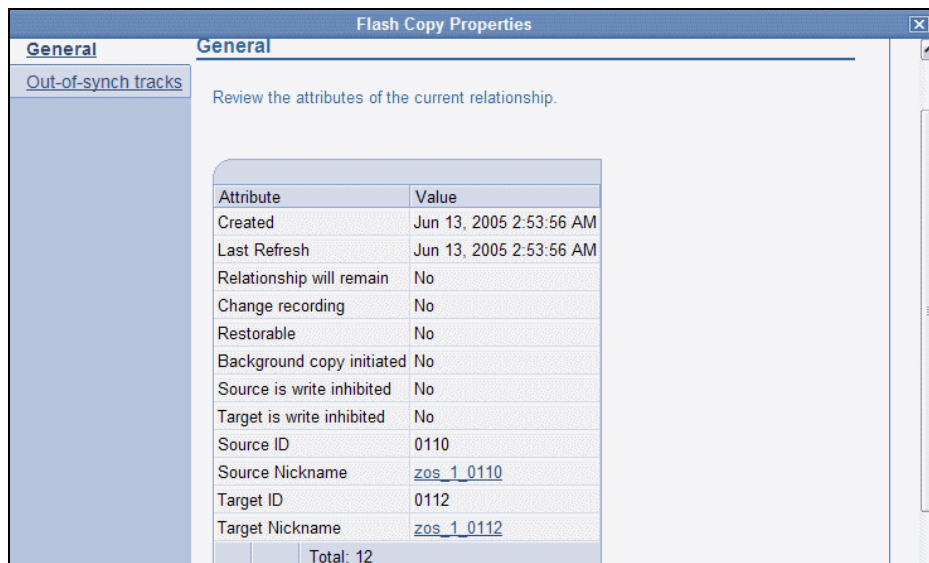 Flash Copy Properties
General
Out-of-synch tracks
General
Review the attributes of the current relationship.
Attribute Value
Created Jun 13, 2005 2:53:56 AM
Last Refresh Jun 13, 2005 2:53:56 AM
Relationship will remain No
Change recording No
Restorable No
Background copy initiated No
Source is write inhibited No
Target is write inhibited No
Source ID 0110
Source Nickname zos_1_0110
Target ID 0112
Target Nickname zos_1_0112
Total: 12